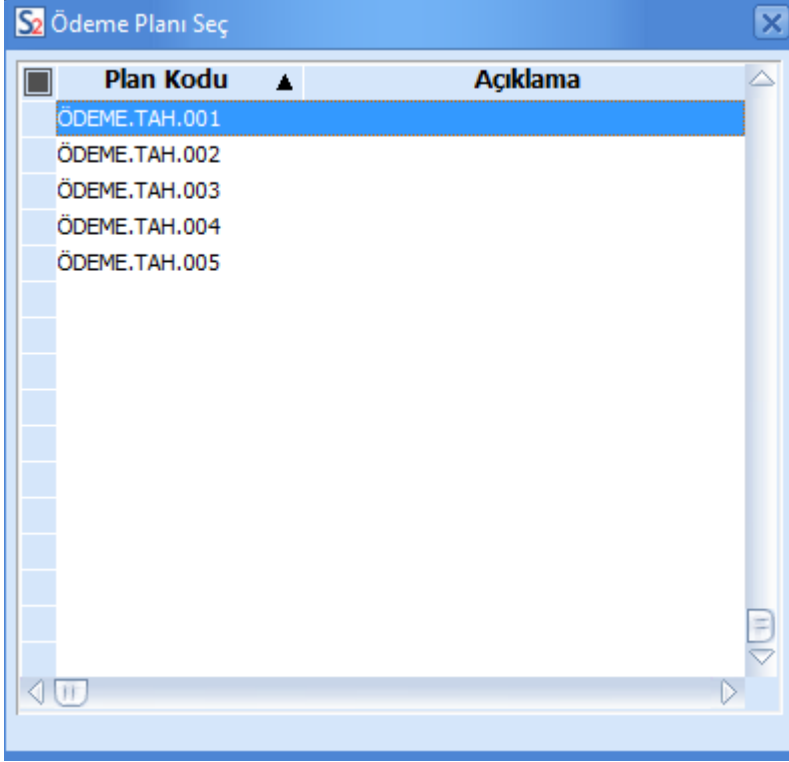 S2 Ödeme Planı Seç
Plan Kodu ▲ Açıklama
ÖDEME.TAH.001
ÖDEME.TAH.002
ÖDEME.TAH.003
ÖDEME.TAH.004
ÖDEME.TAH.005